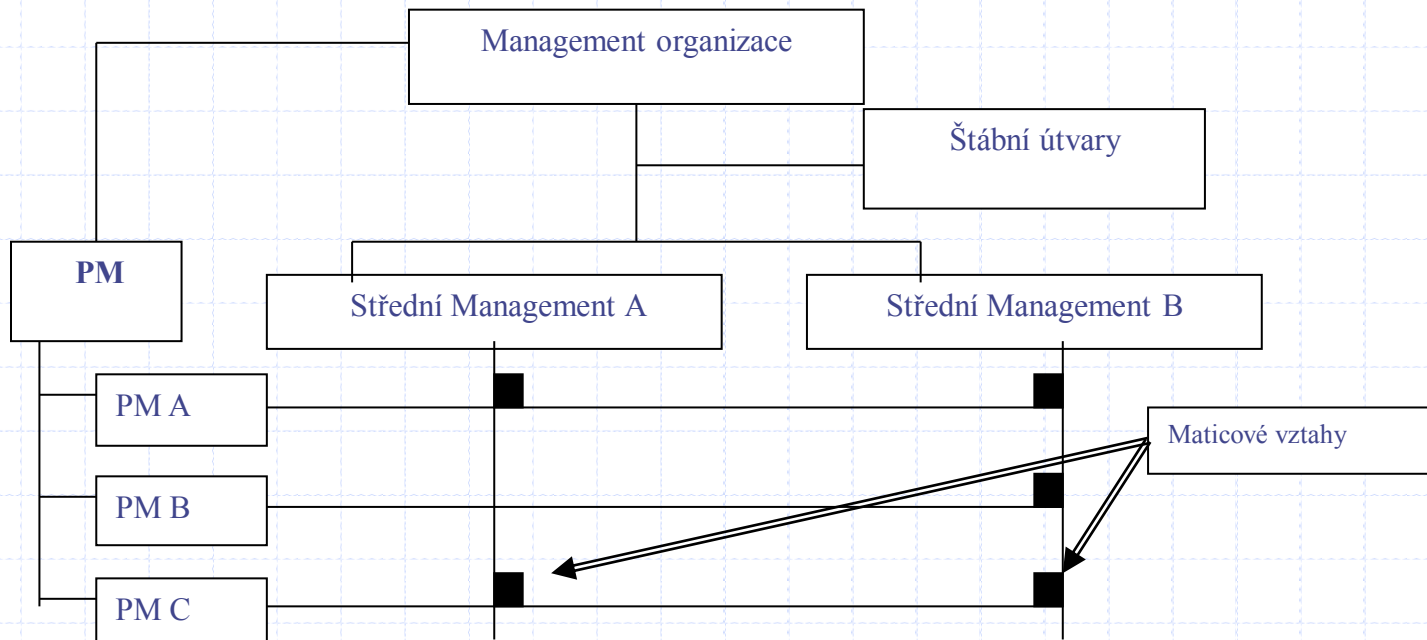 Management organizace
Štábní útvary
PM
Střední Management A
Střední Management B
PM A
Maticové vztahy
PM B
PM C